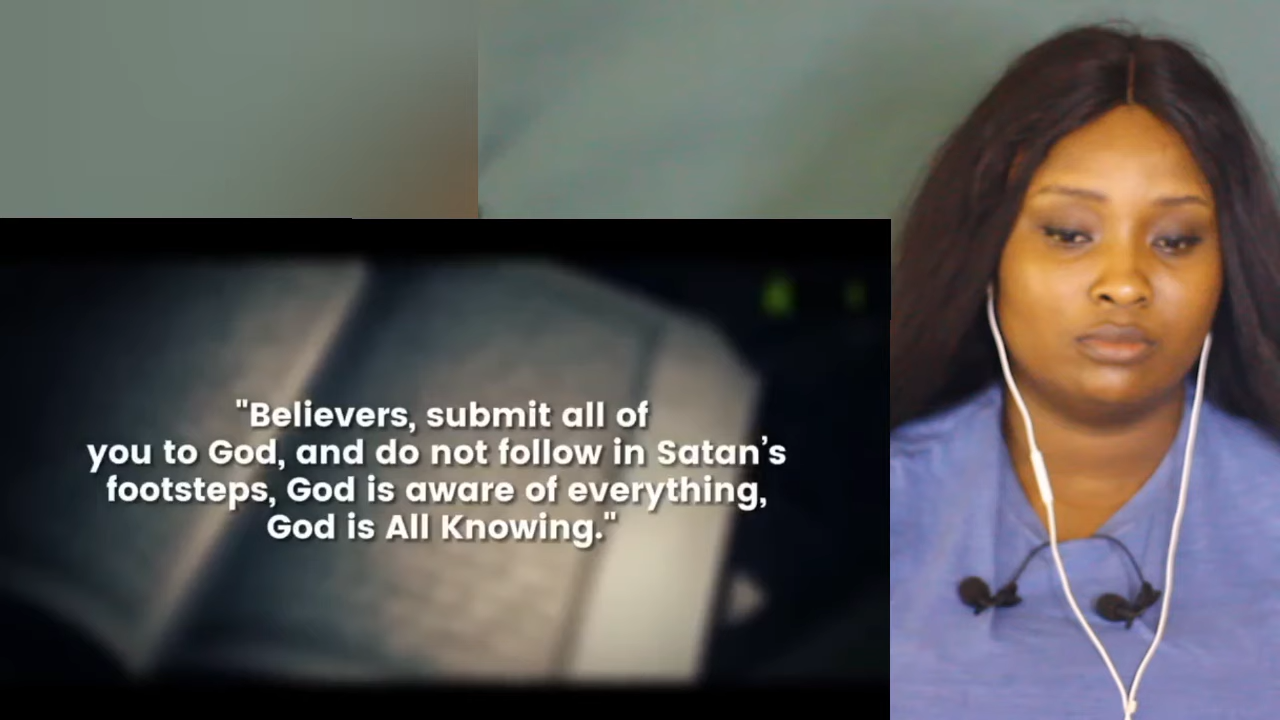 "Believers, submit all of
you to God, and do not follow in Satan’s
footsteps, God is aware of everything,
God is All Knowing."